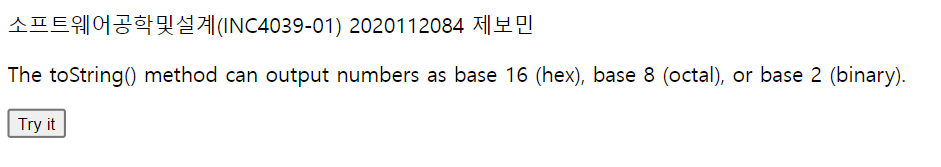 소프트웨어공학및설계(INC4039-01) 2020112084 제보민
The toString() method can output numbers as base 16 (hex), base 8 (octal), or base 2 (binary).
Try it